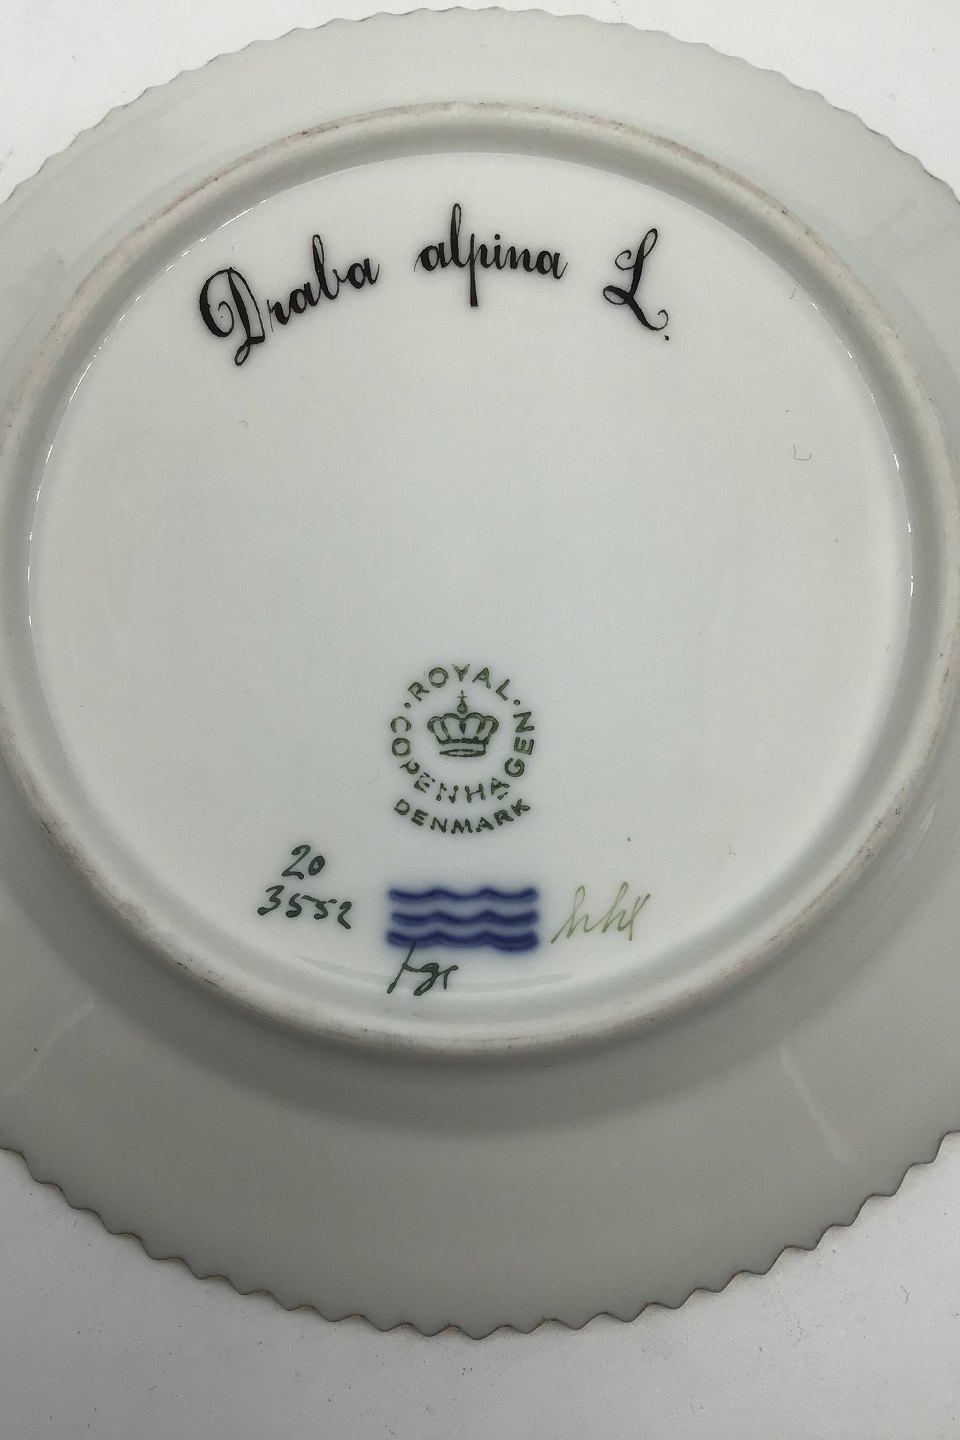 Draba alpina L.
ROYAL
COPENHAGEN
DENMARK
20
3552